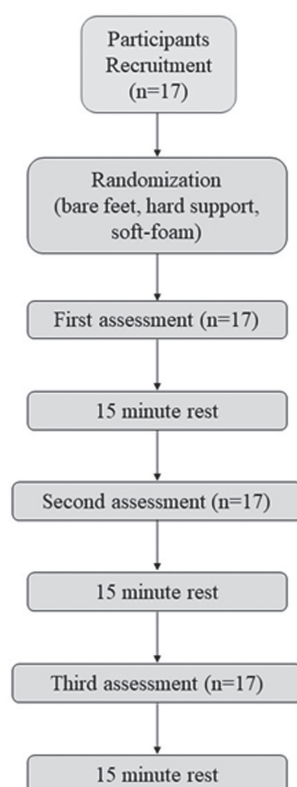 Participants
Recruitment
(n=17)
Randomization
(bare feet, hard support,
soft-foam)
First assessment (n=17)
15 minute rest
Second assessment (n=17)
15 minute rest
Third assessment (n=17)
15 minute rest